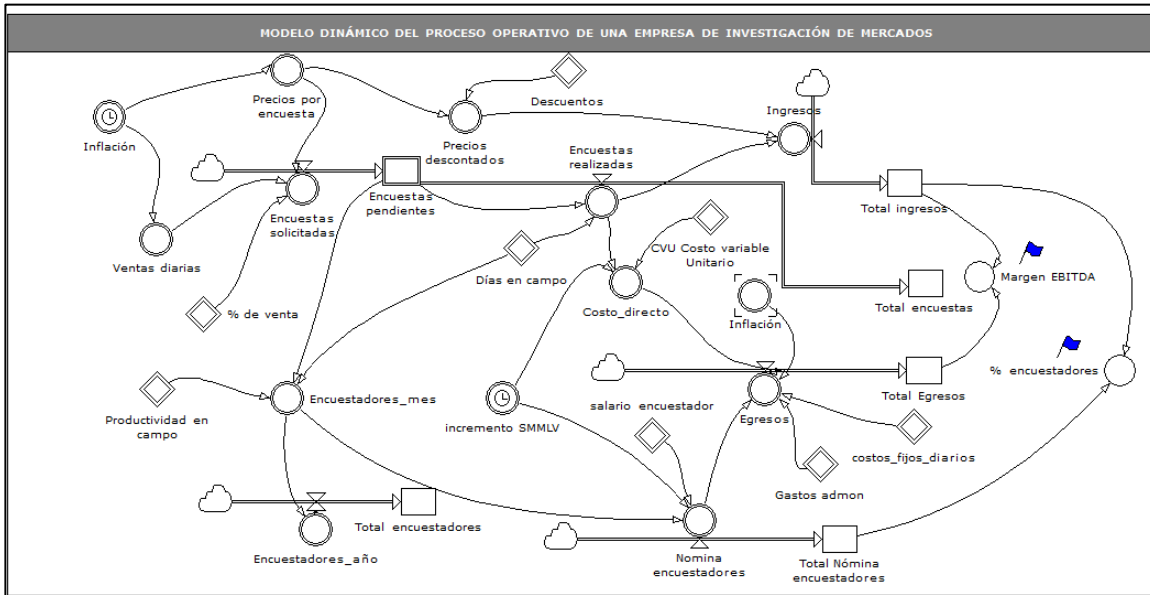 MODELO DINÁMICO DEL PROCESO OPERATIVO DE UNA EMPRESA DE INVESTIGACIÓN DE MERCADOS
Precios por
encuesta
Descuentos
Ingresos
Inflación
Precios
descontados
Encuestas
realizadas
Encuestas
solicitadas
Encuestas
pendientes
Total ingresos
Ventas diarias
CVU Costo variable
Unitario
Días en campo
Margen EBITDA
% de venta
Costo_directo
Inflación
Total encuestas
% encuestadores
Productividad en
campo
Encuestadores_mes
incremento SMMLV
salario encuestador
Egresos
Total Egresos
costos_fijos_diarios
Gastos admon
Total encuestadores
Encuestadores_año
Nomina
encuestadores
Total Nómina
encuestadores